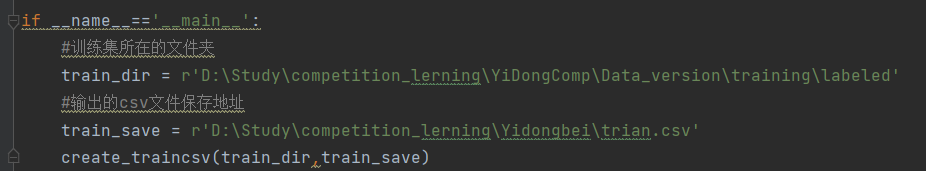 if __name__=='__main__':
#训练集所在的文件夹
train_dir = r'D:\Study\competition_lerning\YiDongComp\Data_version\training\labeled'
#输出的csv文件保存地址
train_save = r'D:\Study\competition_lerning\Yidongbei\trian.csv'
create_traincsv(train_dir,train_save)